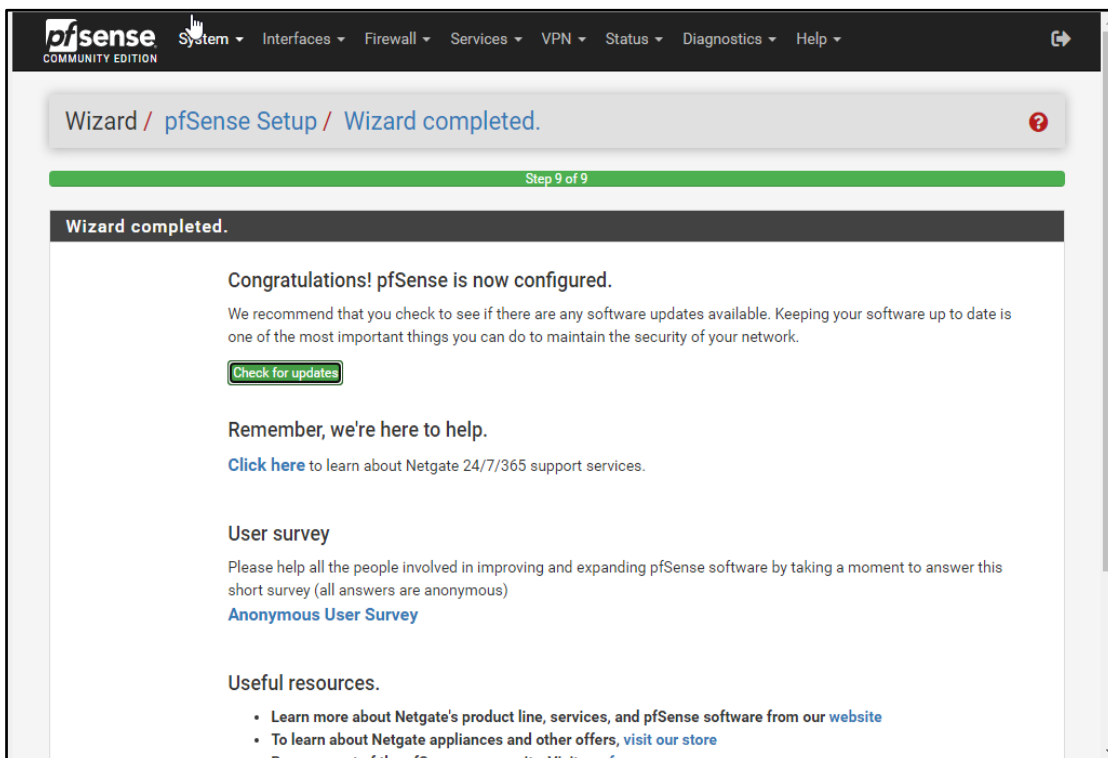 pfsense
COMMUNITY EDITION
System Interfaces Firewall Services VPN Status Diagnostics Help
Wizard / pfSense Setup / Wizard completed.
Step 9 of 9
Wizard completed.
Congratulations! pfSense is now configured.
We recommend that you check to see if there are any software updates available. Keeping your software up to date is
one of the most important things you can do to maintain the security of your network.
Check for updates
Remember, we're here to help.
Click here to learn about Netgate 24/7/365 support services.
User survey
Please help all the people involved in improving and expanding pfSense software by taking a moment to answer this
short survey (all answers are anonymous)
Anonymous User Survey
Useful resources.
• Learn more about Netgate's product line, services, and pfSense software from our website
• To learn about Netgate appliances and other offers, visit our store